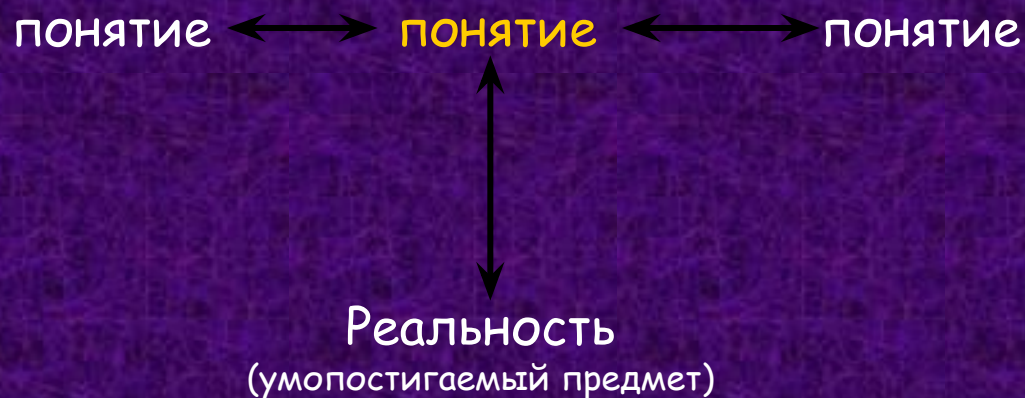 понятие понятие понятие
Реальность
(умопостигаемый предмет)